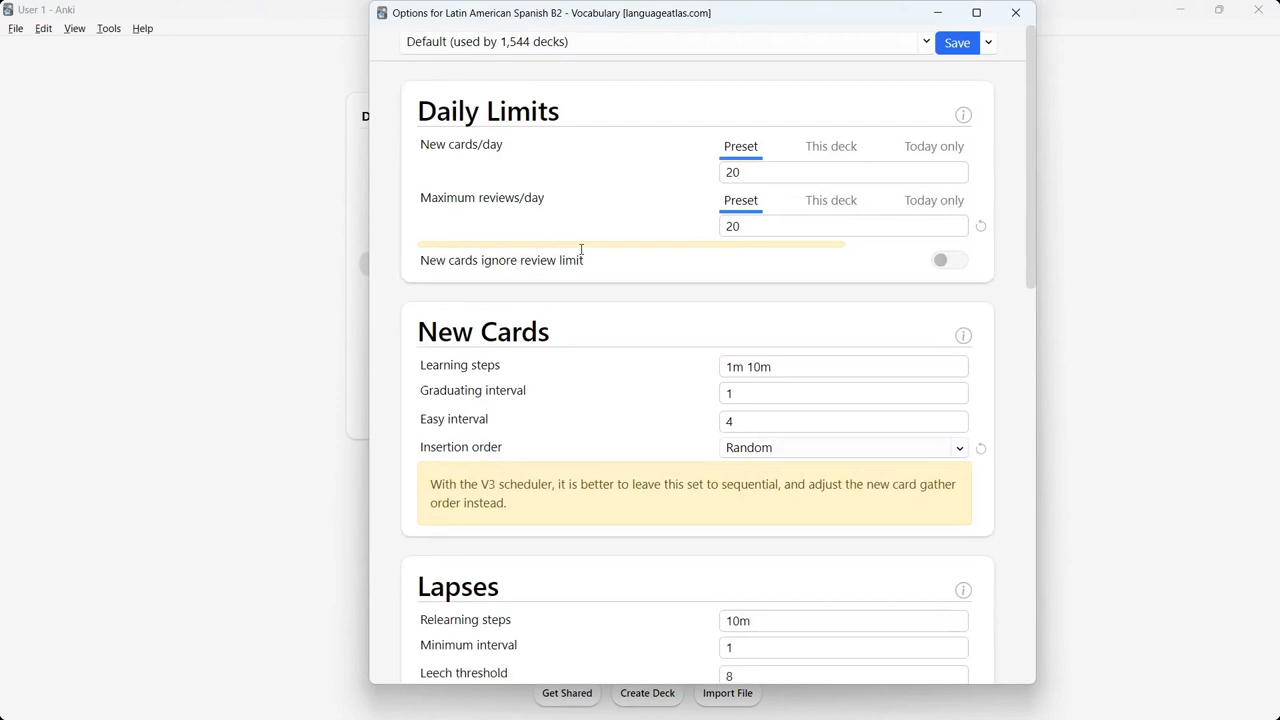 User 1 - Anki
File Edit View Tools Help
Options for Latin American Spanish B2 - Vocabulary [languageatlas.com]
Default (used by 1,544 decks)
Save
D
Daily Limits
New cards/day
Preset This deck Today only
20
Maximum reviews/day
Preset This deck Today only
20
New cards ignore review limit
New Cards
Learning steps
1m 10m
Graduating interval
1
Easy interval
4
Insertion order
Random
With the V3 scheduler, it is better to leave this set to sequential, and adjust the new card gather
order instead.
Lapses
Relearning steps
10m
Minimum interval
1
Leech threshold
8
Get Shared Create Deck Import File